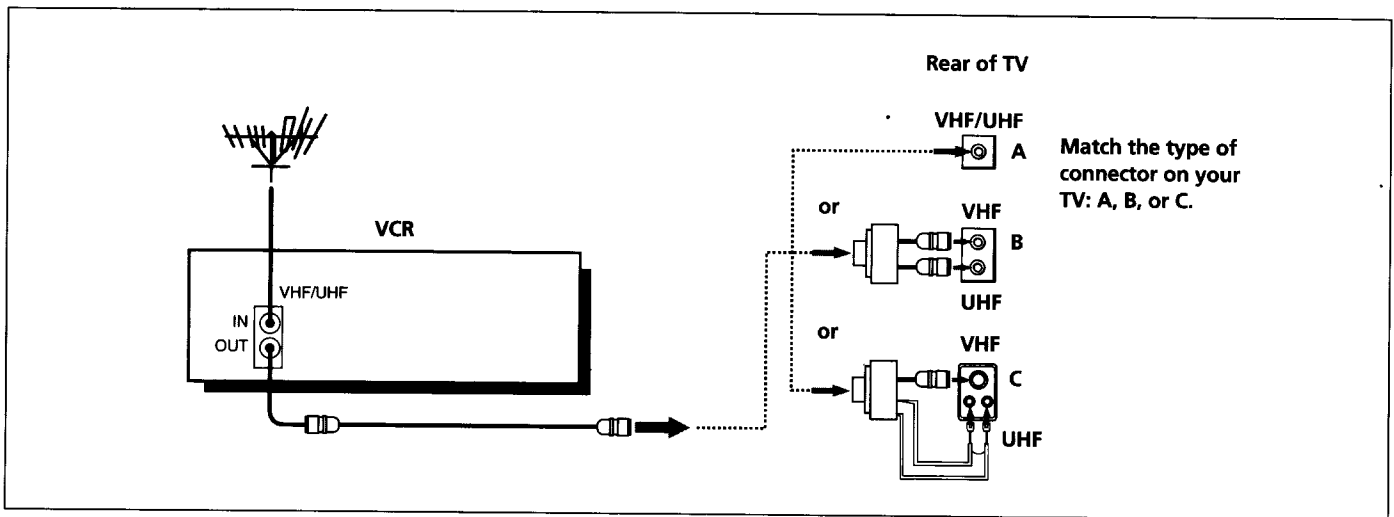 Rear of TV
VHF/UHF
A
Match the type of
connector on your
TV: A, B, or C.
or
VHF
B
UHF
VCR
VHF/UHF
IN
OUT
or
VHF
C
UHF